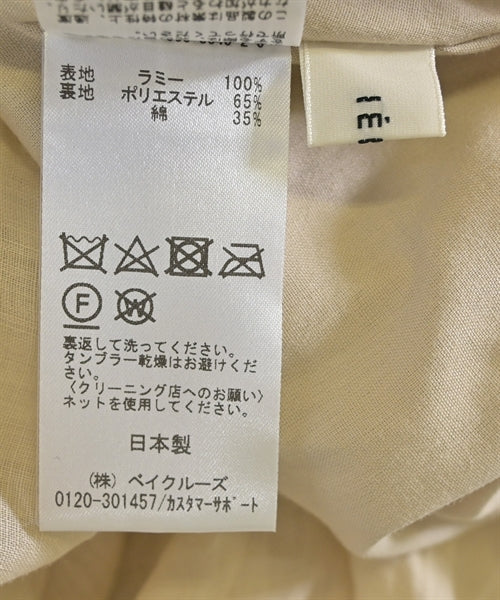 表地 ラミー 100%
裏地 ポリエステル 65%
綿 35%
F
W
裏返して洗ってください。
タンブラー乾燥はお避けくださ
い。
〈クリーニング店へのお願い〉
ネットを使用してください。
日本製
(株) ベイクルーズ
0120-301457/カスタマーサポート